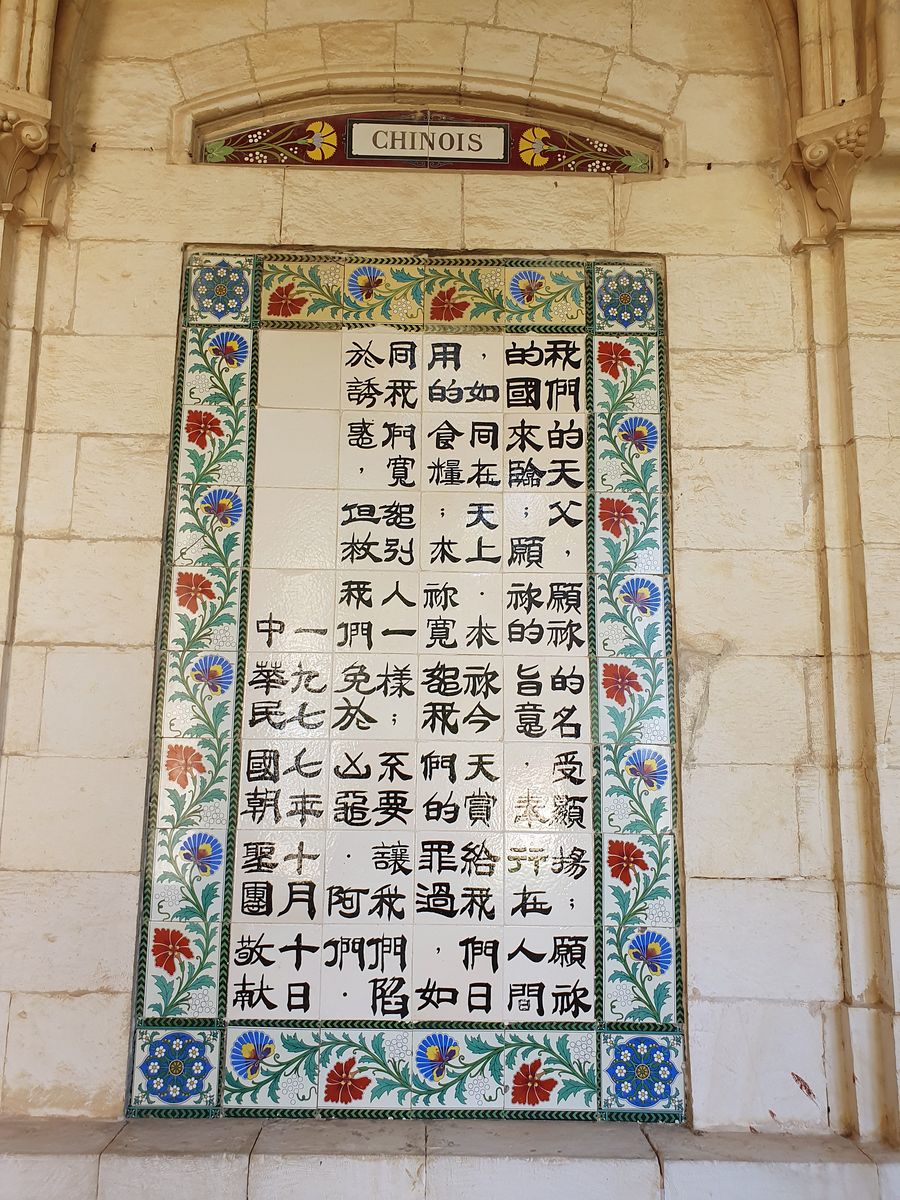 CHINOIS
我們的天父，願祢的名受顯揚；願祢
的國來臨；願祢的旨意，奉行在人間
，如同在天上．求祢今天賞給我們日
用的食糧；求祢寬恕我們的罪過，如
同我們寬恕別人一樣；不要讓我們陷
於誘惑，但救我們免於凶惡．阿們．
一九七七年十月十日
中華民國朝聖團敬献